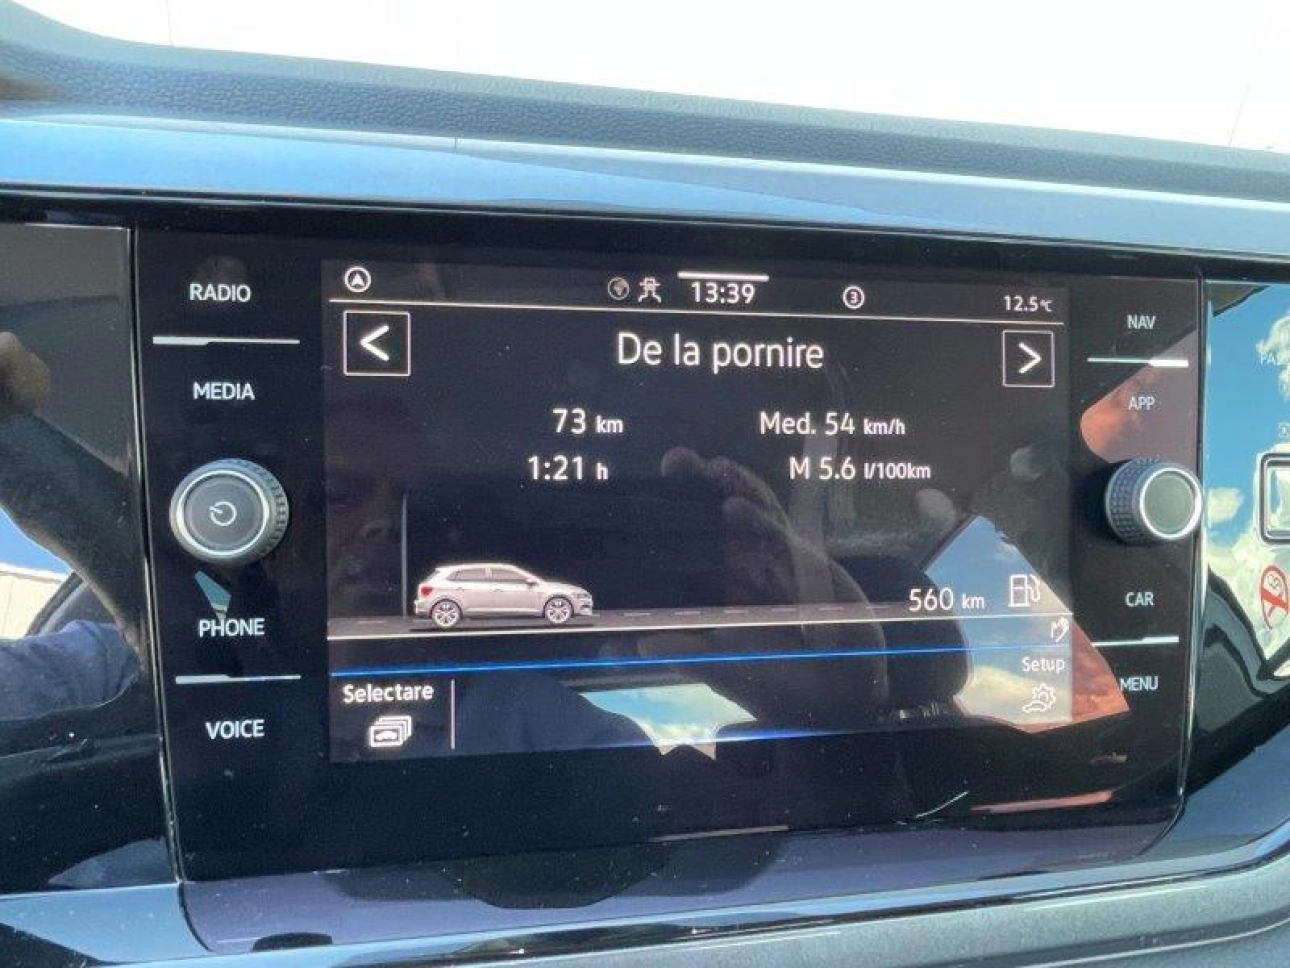 RADIO
MEDIA
PHONE
VOICE
13:39
3
12.5°C
<
De la pornire
>
73 km
Med. 54 km/h
1:21 h
M 5.6 l/100km
560 km
Selectare
Setup
NAV
APP
CAR
MENU